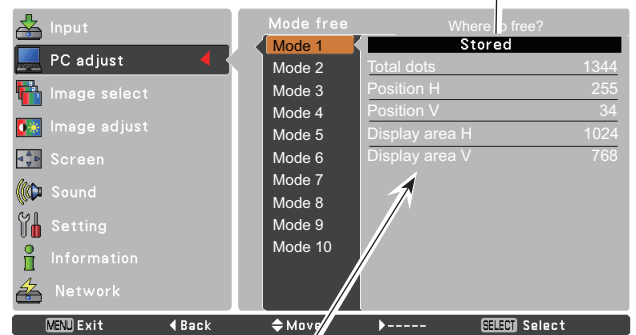 Input
PC adjust
Image select
Image adjust
Screen
Sound
Setting
Information
Network
Mode free
Mode 1
Mode 2
Mode 3
Mode 4
Mode 5
Mode 6
Mode 7
Mode 8
Mode 9
Mode 10
Where to free?
Stored
Total dots 1344
Position H 255
Position V 34
Display area H 1024
Display area V 768
MENU Exit Back Move ----- SELECT Select